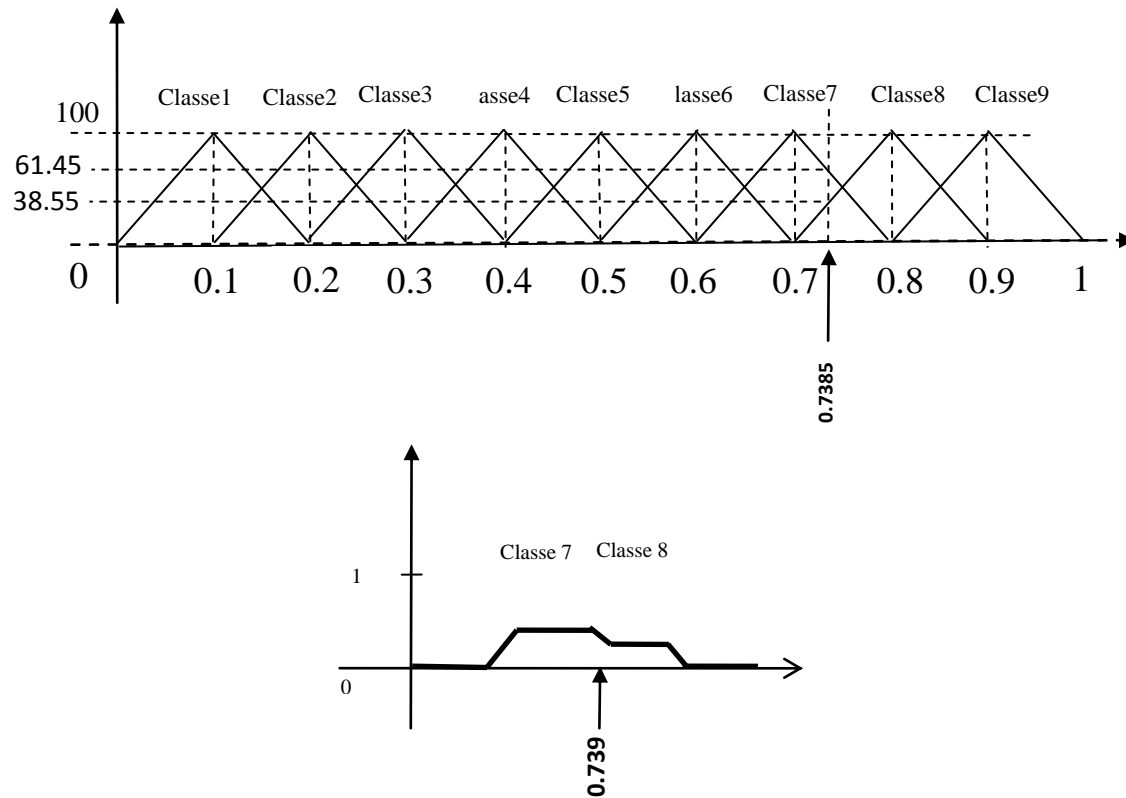 Classe1 Classe2 Classe3 asse4 Classe5 lasse6 Classe7 Classe8 Classe9
100
61.45
38.55
0 0.1 0.2 0.3 0.4 0.5 0.6 0.7 0.8 0.9 1
0.7385
Classe 7 Classe 8
1
0
0.739